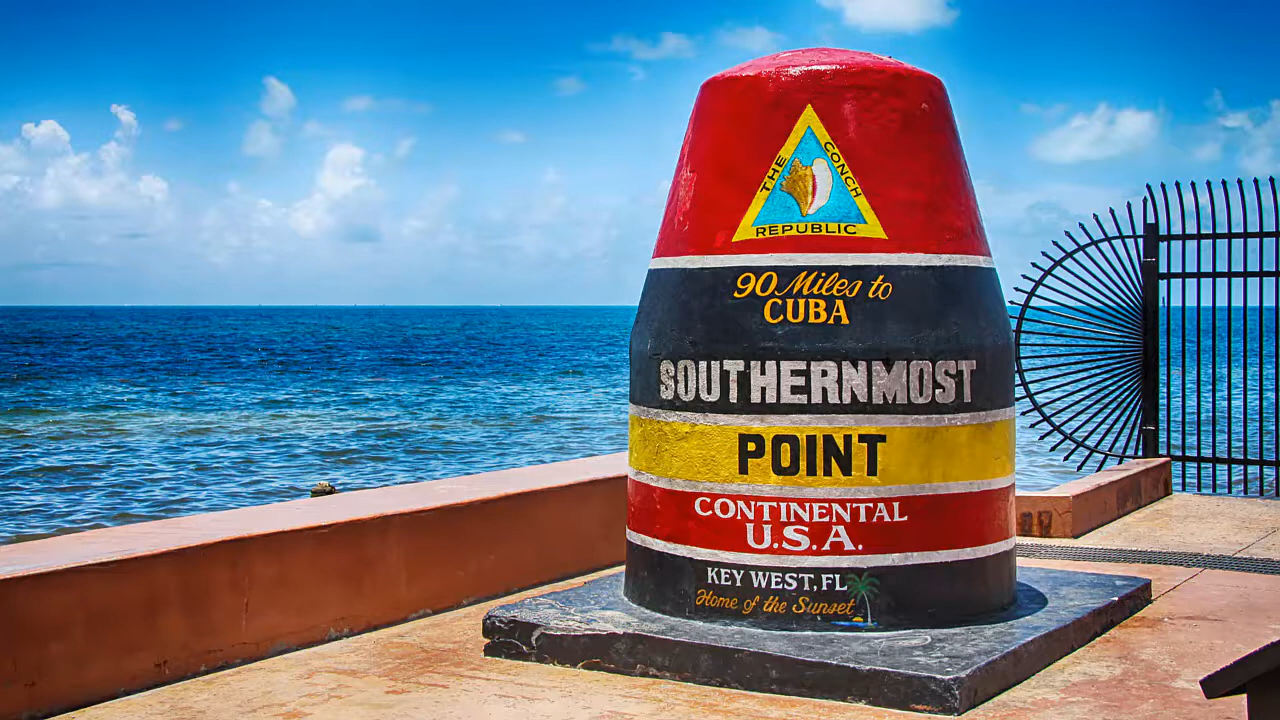 THE CONCH
REPUBLIC
90 Miles to
CUBA
SOUTHERNMOST
POINT
CONTINENTAL
U.S.A.
KEY WEST, FL
Home of the Sunset